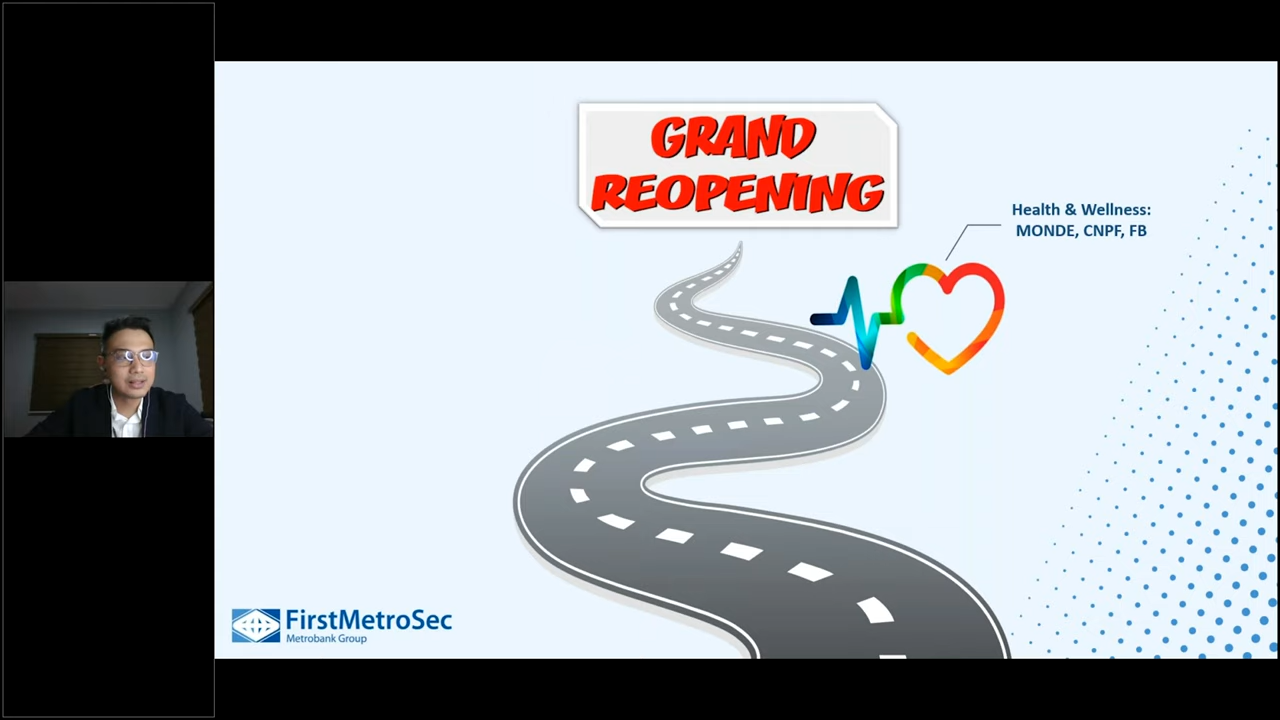 GRAND
REOPENING
Health & Wellness:
MONDE, CNPF, FB
FirstMetroSec
Metrobank Group